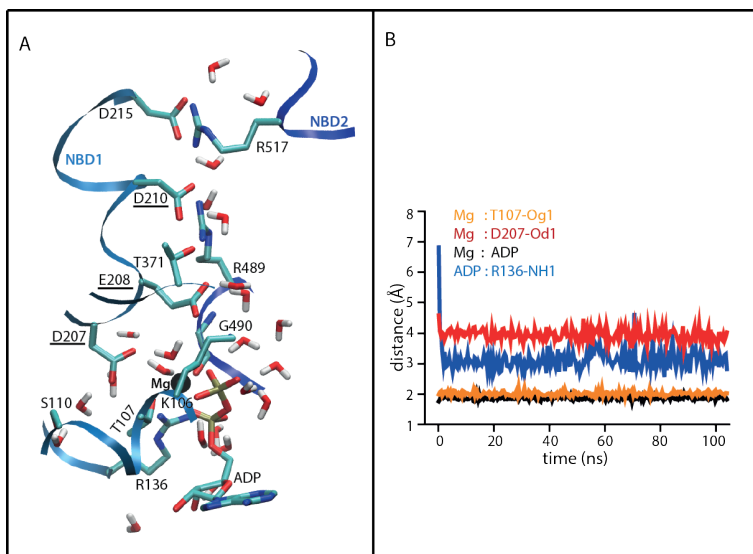 A
D215
NBD1
NBD2
R517
D210
T371
R489
E208
G490
D207
Mg
K106
S110
T107
R136
ADP
B
Mg : T107-Og1
Mg : D207-Od1
Mg : ADP
ADP : R136-NH1
distance (Å)
8
7
6
5
4
3
2
1
0 20 40 60 80 100
time (ns)